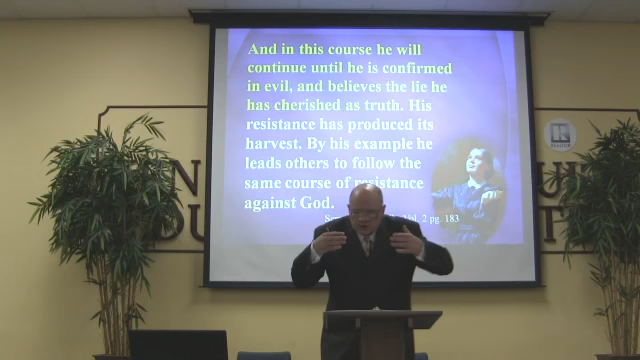 And in this course he will
continue until he is confirmed
in evil, and believes the lie he
has cherished as truth. His
resistance has produced its
harvest. By his example he
leads others to follow the
same course of resistance
against God.
Vol. 2 pg. 183
REALTOR